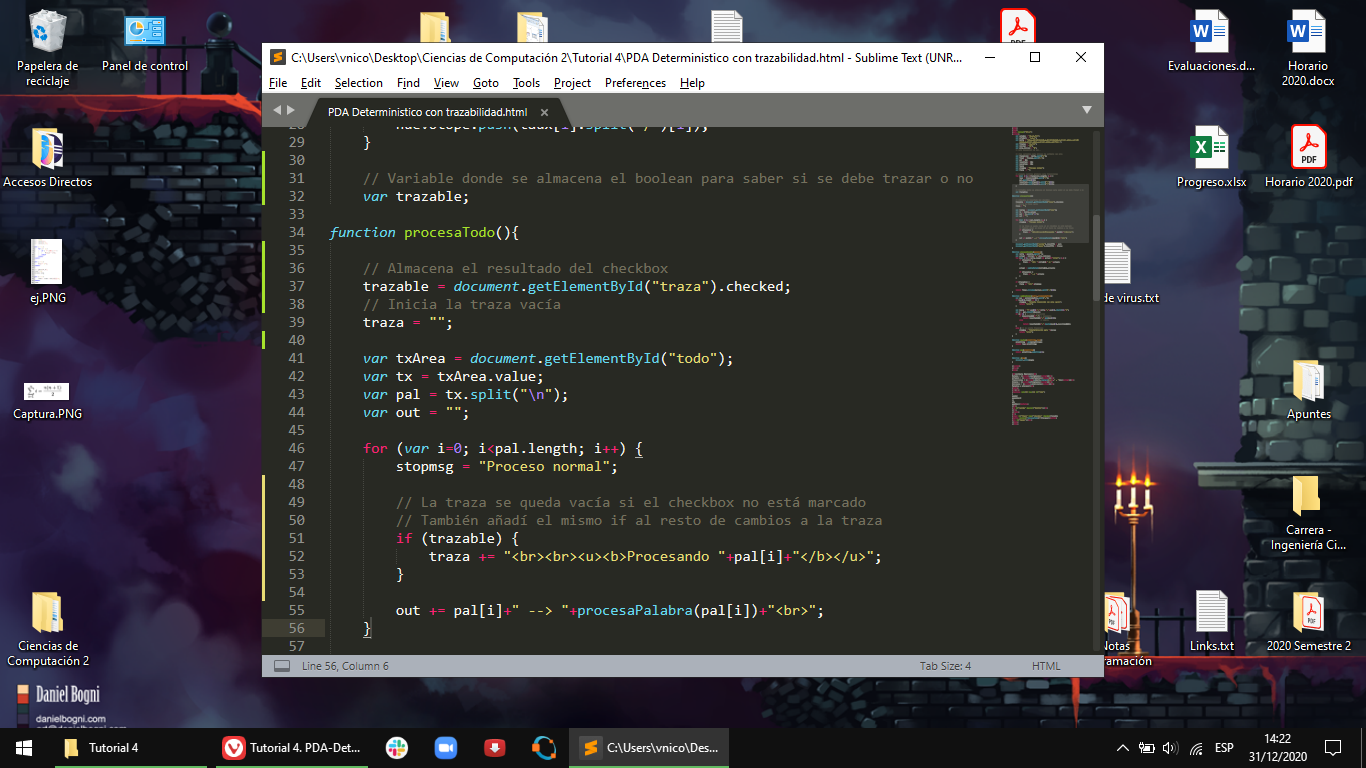 Papelera de
reciclaje
Panel de control
PDF
Evaluaciones.d...
Horario
2020.docx
C:\Users\vnico\Desktop\Ciencias de Computación 2\Tutorial 4\PDA Deterministico con trazabilidad.html - Sublime Text (UNR...
File Edit Selection Find View Goto Tools Project Preferences Help
PDA Deterministico con trazabilidad.html
29 }
30
31 // Variable donde se almacena el boolean para saber si se debe trazar o no
32 var trazable;
33
34 function procesaTodo(){
35
36 // Almacena el resultado del checkbox
37 trazable = document.getElementById("traza").checked;
38 // Inicia la traza vacía
39 traza = "";
40
41 var txArea = document.getElementById("todo");
42 var tx = txArea.value;
43 var pal = tx.split("\n");
44 var out = "";
45
46 for (var i=0; i<pal.length; i++) {
47 stopmsg = "Proceso normal";
48
49 // La traza se queda vacía si el checkbox no está marcado
50 // También añadí el mismo if al resto de cambios a la traza
51 if (trazable) {
52 traza += "<br><br><u><b>Procesando "+pal[i]+"</b></u>";
53 }
54
55 out += pal[i]+" --> "+procesaPalabra(pal[i])+"<br>";
56 }
57
Line 56, Column 6
Tab Size: 4
HTML
Accesos Directos
ej.PNG
Captura.PNG
Ciencias de
Computación 2
Progreso.xlsx
PDF
Horario 2020.pdf
de virus.txt
Apuntes
Carrera -
Ingeniería Ci...
Notas
Links.txt
2020 Semestre 2
Daniel Bogni
danielbogni.com
Tutorial 4
Tutorial 4. PDA-Det...
C:\Users\vnico\Des...
ESP
14:22
31/12/2020